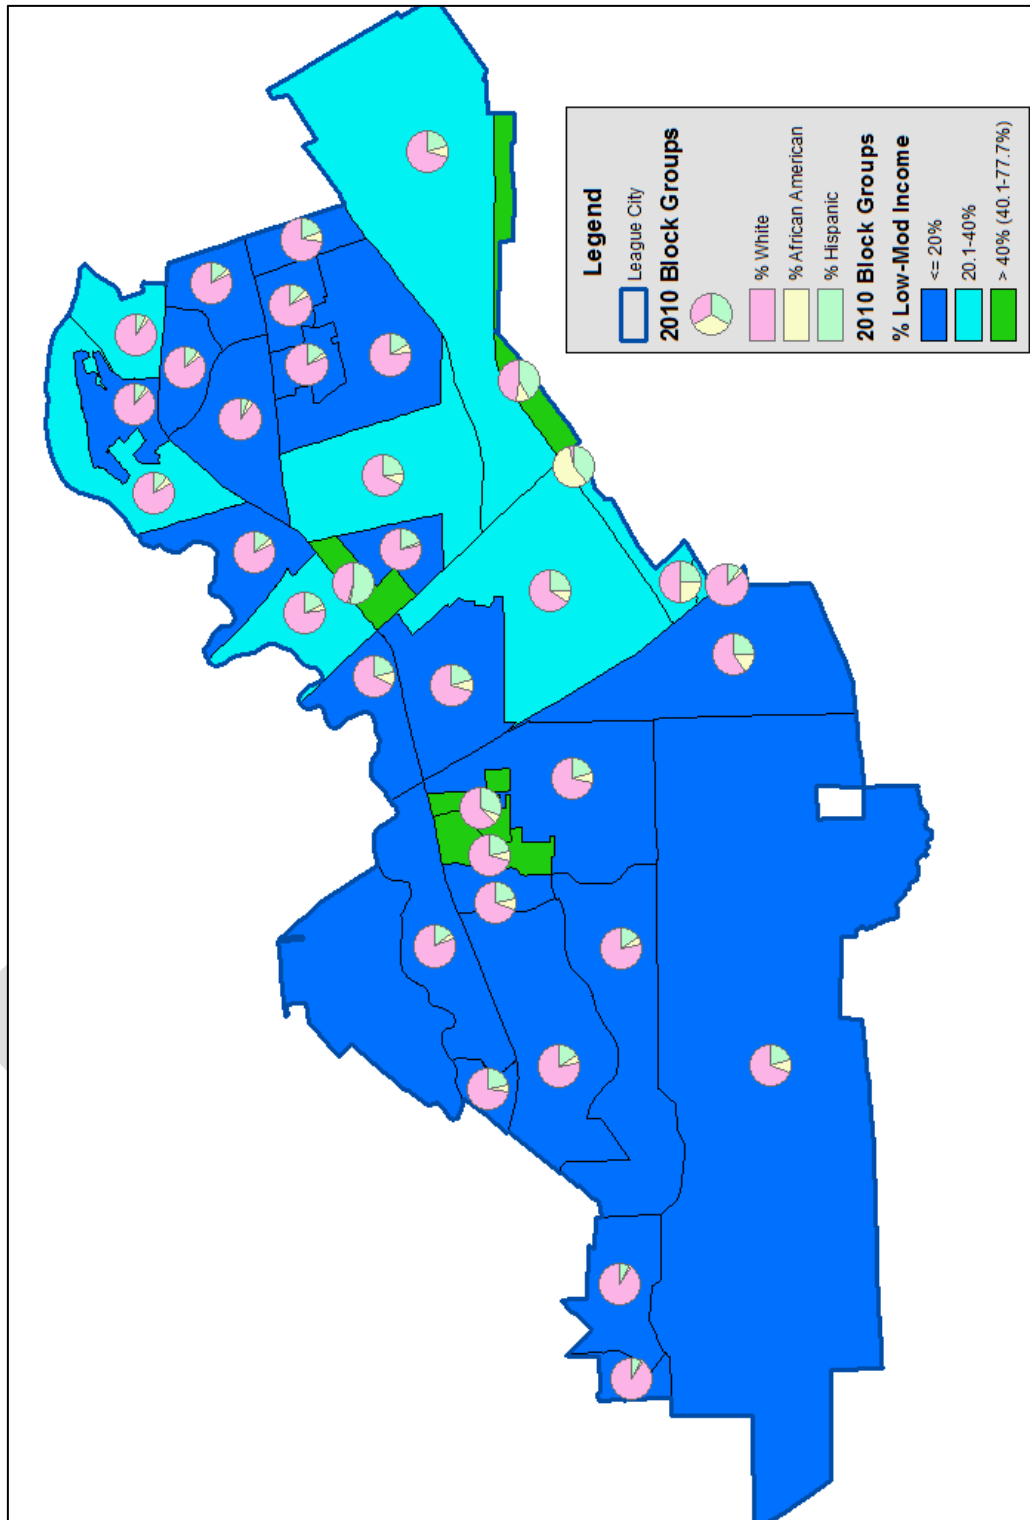 Legend
League City
2010 Block Groups
% White
% African American
% Hispanic
2010 Block Groups
% Low-Mod Income
<= 20%
20.1-40%
> 40% (40.1-77.7%)